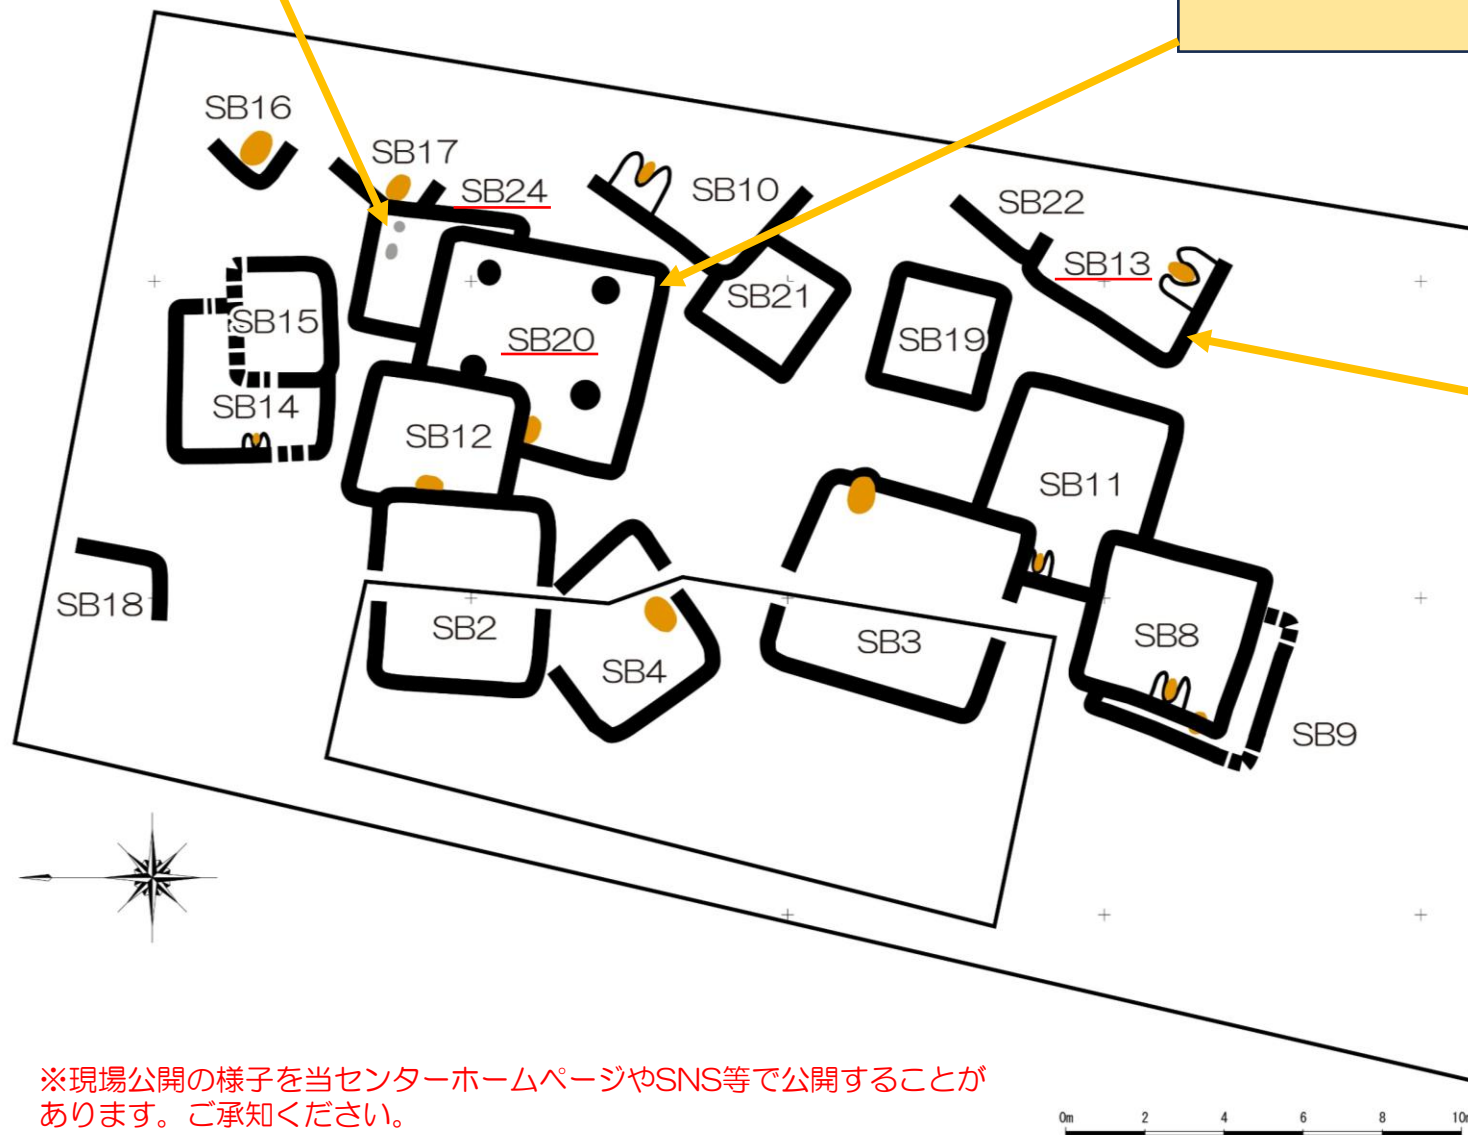 SB16
SB17
SB24
SB10
SB22
SB13
SB21
SB15
SB20
SB19
SB14
SB12
SB11
SB18
SB2
SB4
SB3
SB8
SB9
※現場公開の様子を当センターホームページやSNS等で公開することが
あります。ご承知ください。
0m 2 4 6 8 10m